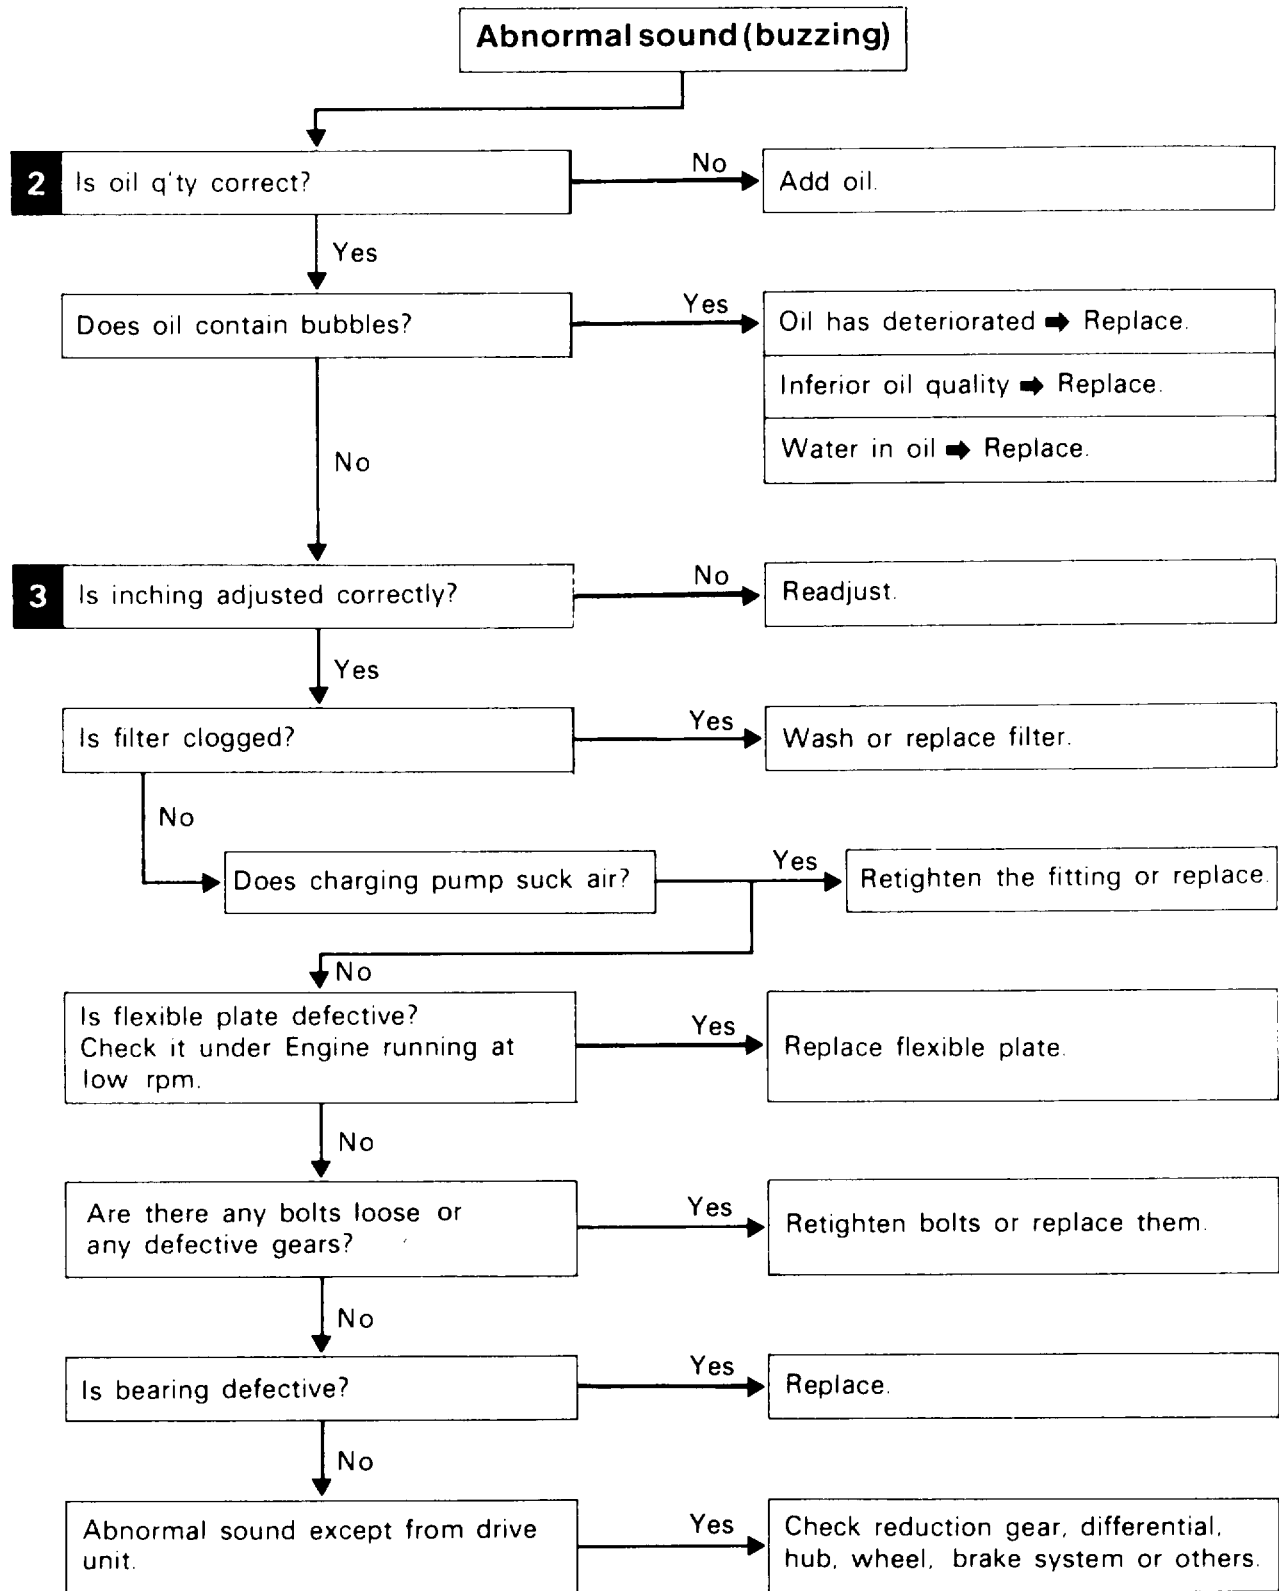 Abnormal sound (buzzing)
2 Is oil q'ty correct?
No
Add oil.
Yes
Does oil contain bubbles?
Yes
Oil has deteriorated ➡ Replace.
Inferior oil quality ➡ Replace.
Water in oil ➡ Replace.
No
3 Is inching adjusted correctly?
No
Readjust.
Yes
Is filter clogged?
Yes
Wash or replace filter.
No
Does charging pump suck air?
Yes
Retighten the fitting or replace.
No
Is flexible plate defective?
Check it under Engine running at
low rpm.
Yes
Replace flexible plate.
No
Are there any bolts loose or
any defective gears?
Yes
Retighten bolts or replace them.
No
Is bearing defective?
Yes
Replace.
No
Abnormal sound except from drive
unit.
Yes
Check reduction gear, differential,
hub, wheel, brake system or others.